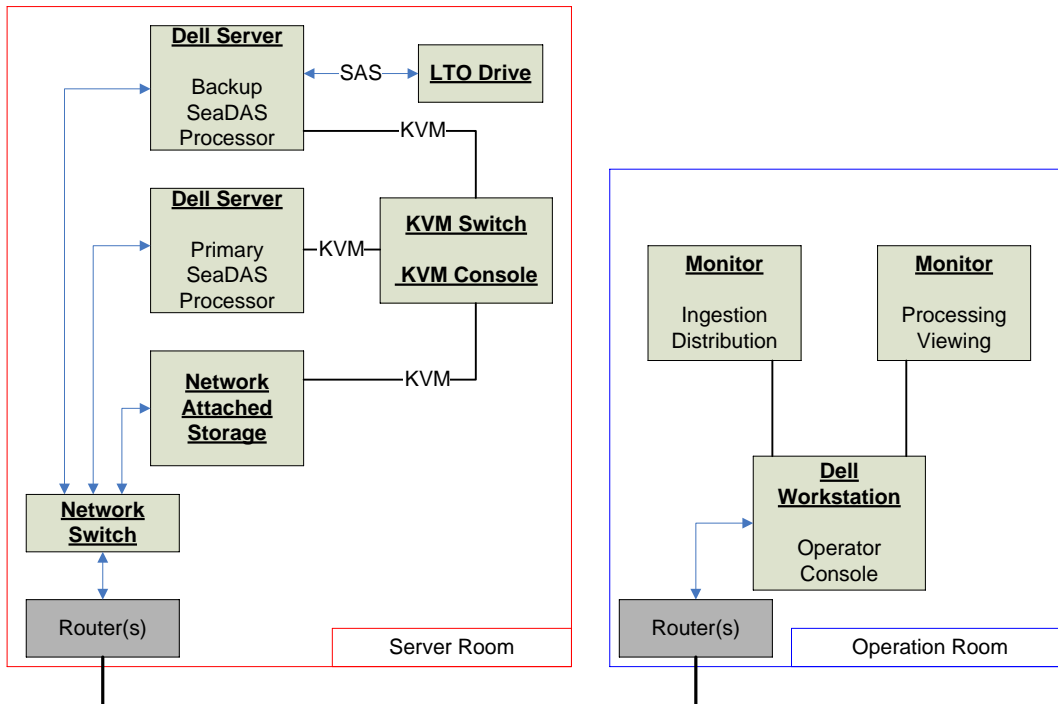 Dell Server
Backup
SeaDAS
Processor
SAS
LTO Drive
KVM
Dell Server
Primary
SeaDAS
Processor
KVM
KVM Switch
KVM Console
Network
Attached
Storage
KVM
Network
Switch
Router(s)
Server Room
Monitor
Ingestion
Distribution
Monitor
Processing
Viewing
Dell
Workstation
Operator
Console
Router(s)
Operation Room